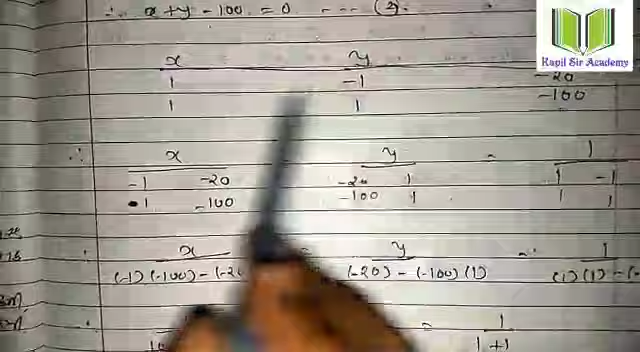 ∴ x + y - 100 = 0 --- (2)
Kapil Sir Academy
x y
1 -1 -20
1 1 -100
∴ x y = 1
-1 -20 -20 1 1 -1
1 -100 -100 1 1 1
∴ x = y = 1
(-1)(-100) - (-20 (-20) - (-100)(1) (1)(1) - (-
∴ = 1
1+1